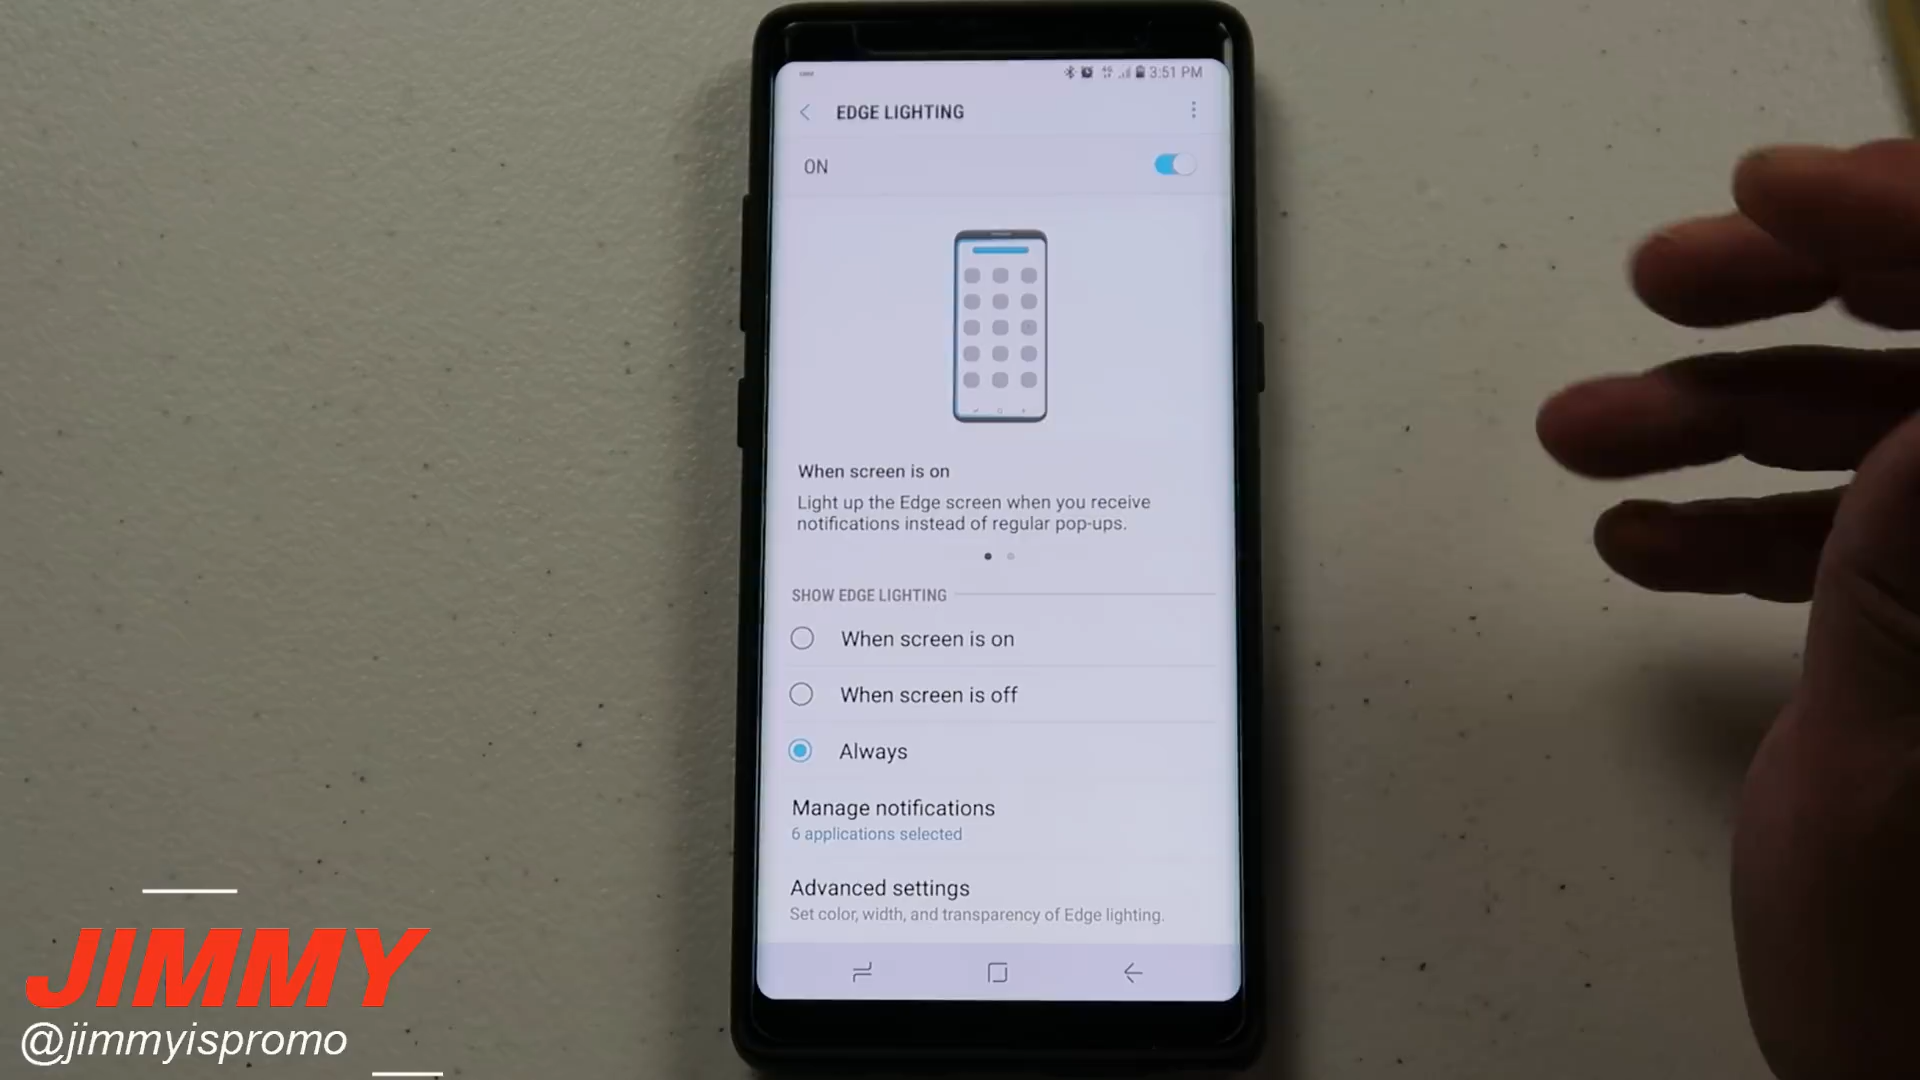 3:51 PM
EDGE LIGHTING
ON
When screen is on
Light up the Edge screen when you receive
notifications instead of regular pop-ups.
SHOW EDGE LIGHTING
When screen is on
When screen is off
Always
Manage notifications
6 applications selected
Advanced settings
Set color, width, and transparency of Edge lighting.
JIMMY
@jimmyispromo